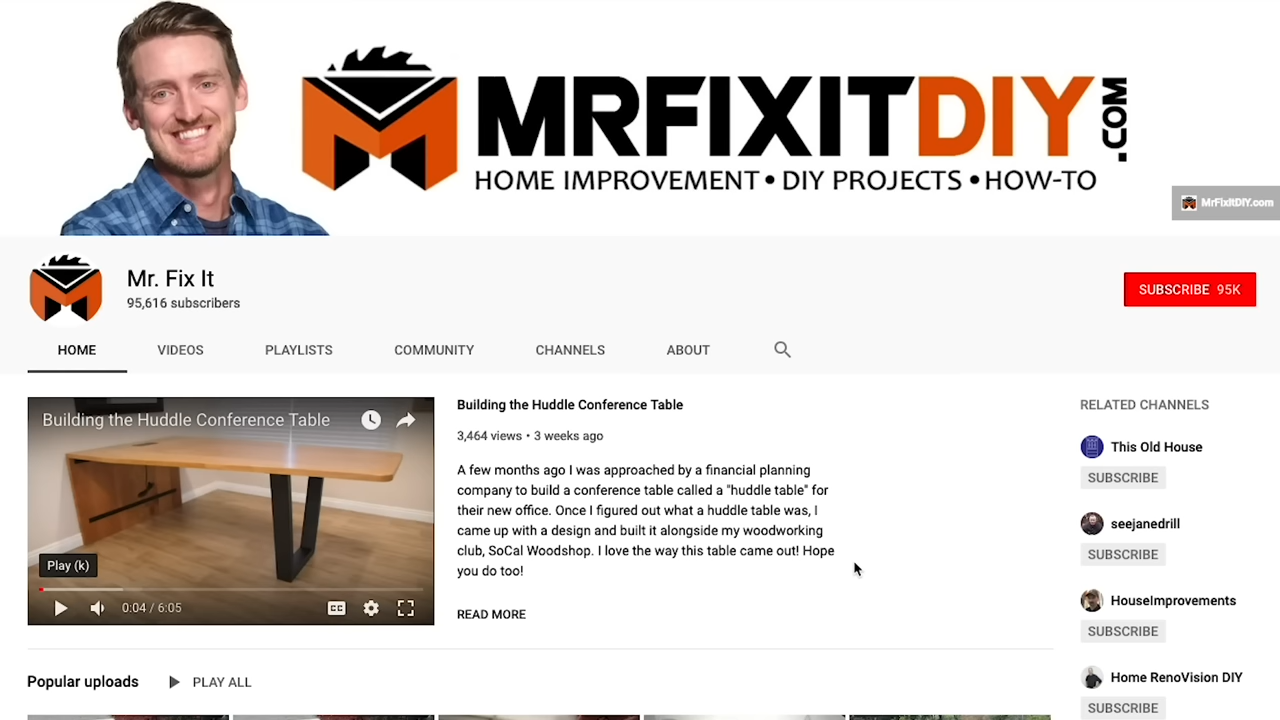 MRFIXITDIY.COM
HOME IMPROVEMENT • DIY PROJECTS • HOW-TO
MrFixItDIY.com
Mr. Fix It
95,616 subscribers
SUBSCRIBE 95K
HOME
VIDEOS
PLAYLISTS
COMMUNITY
CHANNELS
ABOUT
Building the Huddle Conference Table
Play (k)
0:04 / 6:05
CC
Building the Huddle Conference Table
3,464 views • 3 weeks ago
A few months ago I was approached by a financial planning
company to build a conference table called a "huddle table" for
their new office. Once I figured out what a huddle table was, I
came up with a design and built it alongside my woodworking
club, SoCal Woodshop. I love the way this table came out! Hope
you do too!
READ MORE
RELATED CHANNELS
This Old House
SUBSCRIBE
seejanedrill
SUBSCRIBE
HouseImprovements
SUBSCRIBE
Home RenoVision DIY
SUBSCRIBE
Popular uploads
PLAY ALL